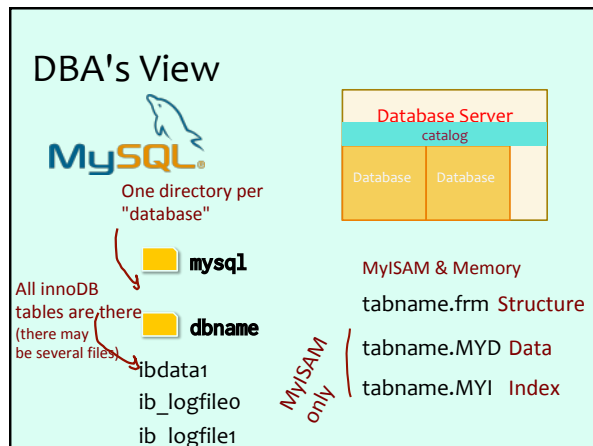 DBA's View
MySQL®
One directory per
"database"
mysql
All innoDB
tables are there
(there may
be several files)
dbname
ibdata1
ib_logfile0
ib_logfile1
Database Server
catalog
Database Database
MyISAM & Memory
tabname.frm Structure
tabname.MYD Data
tabname.MYI Index
MyISAM
only